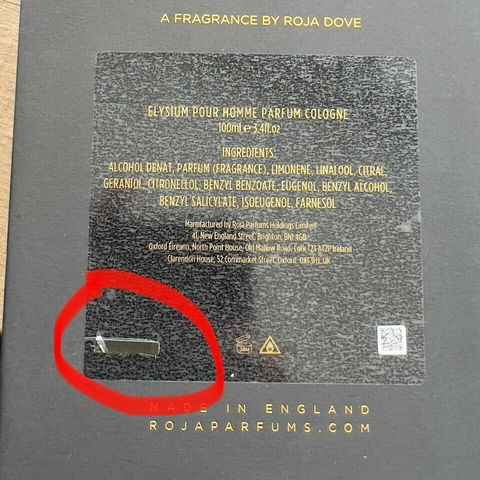 A FRAGRANCE BY ROJA DOVE
ELYSIUM POUR HOMME PARFUM COLOGNE
100ml e 3.4fl.oz
INGREDIENTS:
ALCOHOL DENAT, PARFUM (FRAGRANCE), LIMONENE, LINALOOL, CITRAL,
GERANIOL, CITRONELLOL, BENZYL BENZOATE, EUGENOL, BENZYL ALCOHOL,
BENZYL SALICYLATE, ISOEUGENOL, FARNESOL
Manufactured by Roja Parfums Holdings Limited
41, New England Street, Brighton, BN1 4GQ
Oxford Eireann, North Point House, Old Mallow Road, Cork T23 AT2P Ireland
Clarendon House, 52 Cornmarket Street, Oxford, OX1 3HJ, UK
MADE IN ENGLAND
ROJAPARFUMS.COM